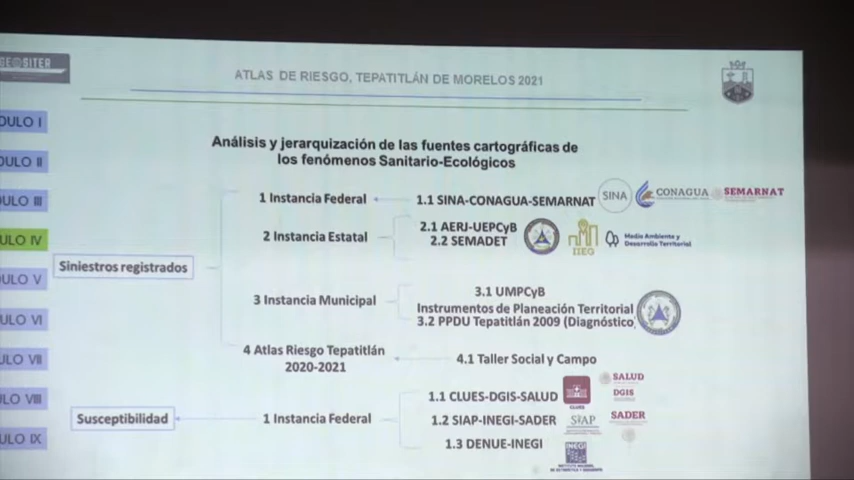 GEOSITER
ATLAS DE RIESGO, TEPATITLÁN DE MORELOS 2021
DULO I
DULO II
ULO III
ULO IV
ULO V
ULO VI
ULO VII
LO VIII
ULO IX
Análisis y jerarquización de las fuentes cartográficas de
los fenómenos Sanitario-Ecológicos
Siniestros registrados
1 Instancia Federal
1.1 SINA-CONAGUA-SEMARNAT
SINA
CONAGUA
SEMARNAT
2 Instancia Estatal
2.1 AERJ-UEPCyB
2.2 SEMADET
IIEG
Medio Ambiente y
Desarrollo Territorial
3 Instancia Municipal
3.1 UMPCyB
Instrumentos de Planeación Territorial
3.2 PPDU Tepatitlán 2009 (Diagnóstico
4 Atlas Riesgo Tepatitlán
2020-2021
4.1 Taller Social y Campo
Susceptibilidad
1 Instancia Federal
1.1 CLUES-DGIS-SALUD
CLUES
SALUD
DGIS
1.2 SIAP-INEGI-SADER
SIAP
SADER
1.3 DENUE-INEGI
INEGI